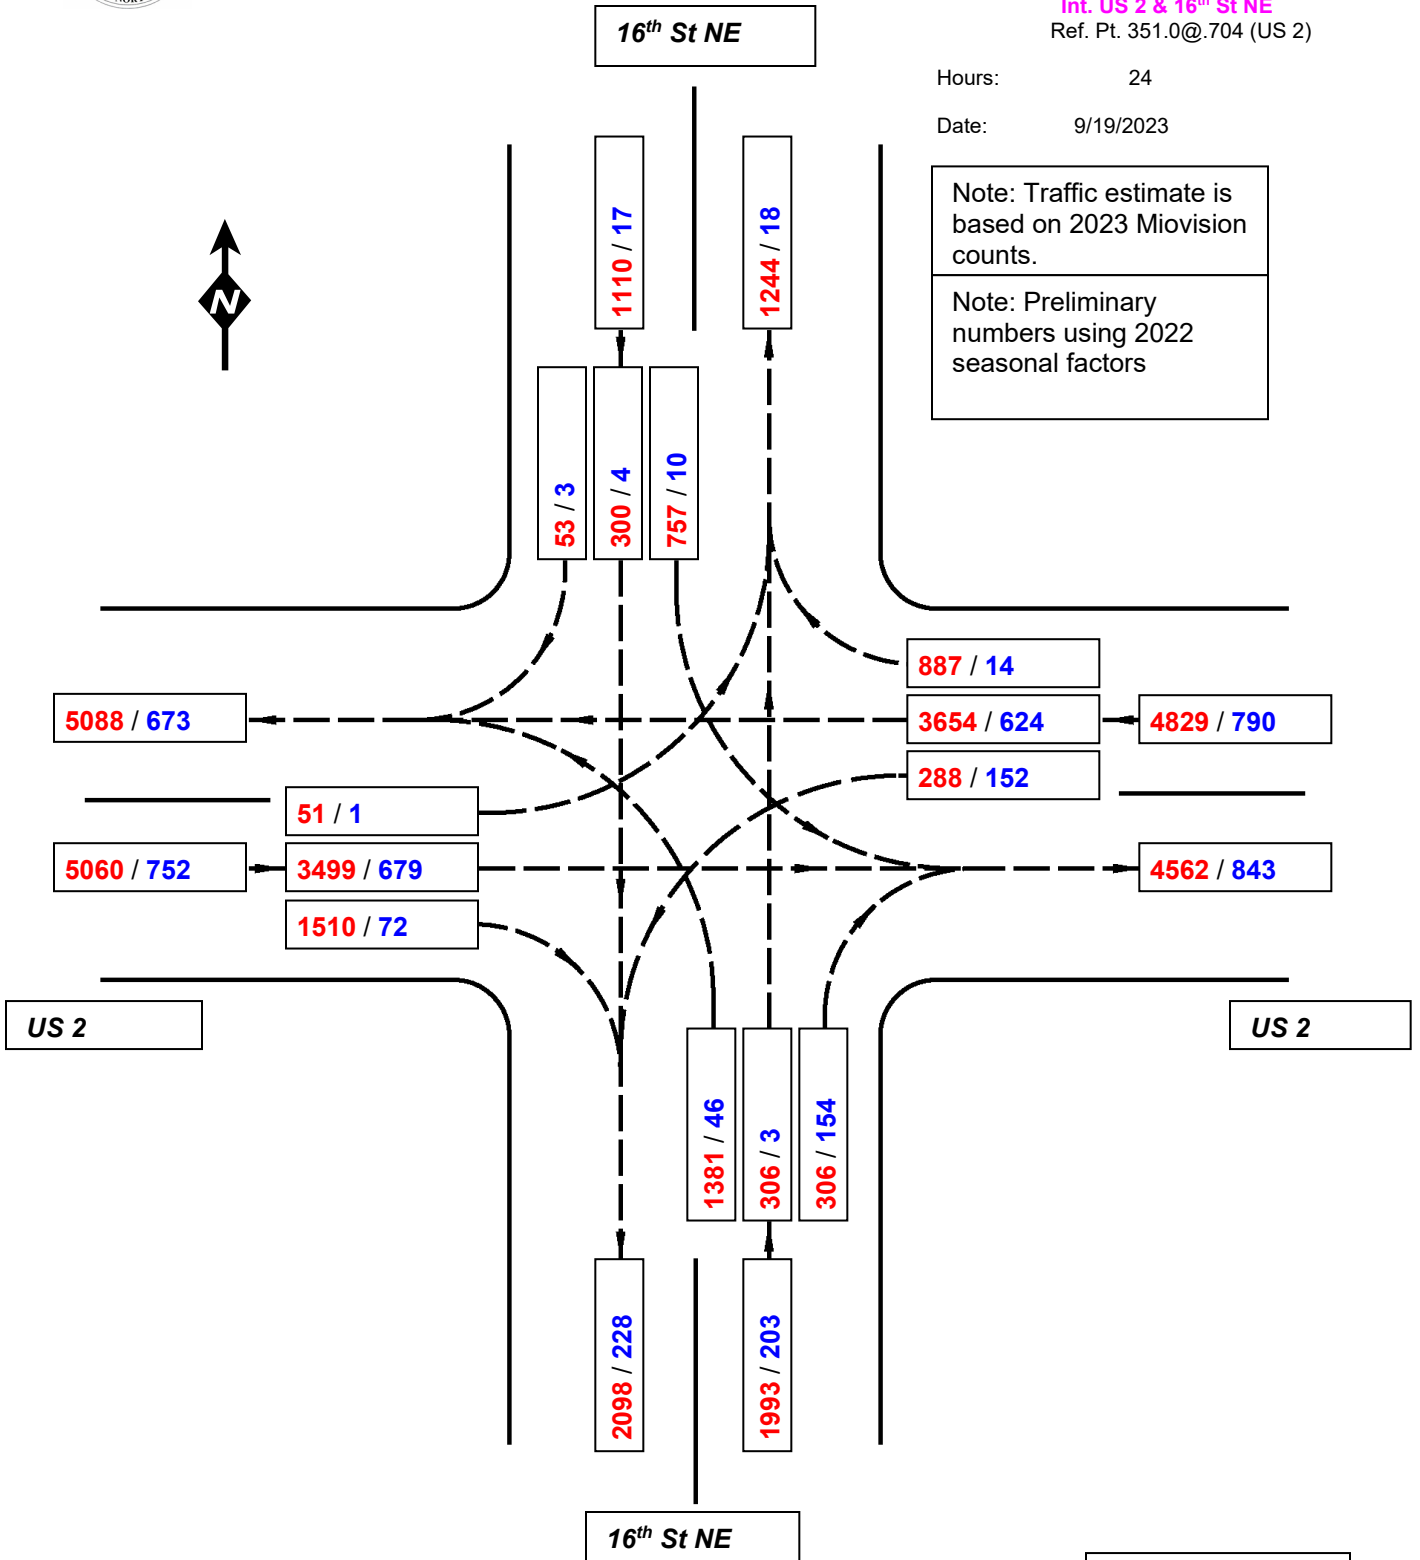 NOR
Int. US 2 & 16th St NE
Ref. Pt. 351.0@.704 (US 2)
16th St NE
Hours: 24
Date: 9/19/2023
Note: Traffic estimate is
based on 2023 Miovision
counts.
Note: Preliminary
numbers using 2022
seasonal factors
N
1110 / 17
1244 / 18
53 / 3
300 / 4
757 / 10
887 / 14
5088 / 673
3654 / 624
4829 / 790
288 / 152
51 / 1
5060 / 752
3499 / 679
4562 / 843
1510 / 72
US 2
US 2
1381 / 46
306 / 3
306 / 154
2098 / 228
1993 / 203
16th St NE